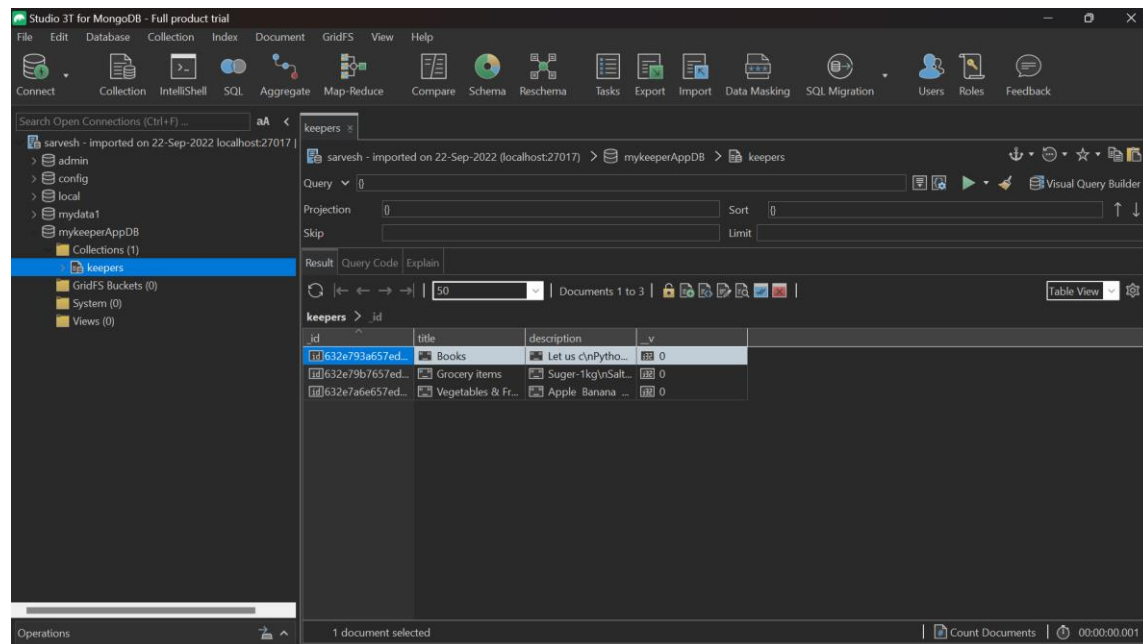 Studio 3T for MongoDB - Full product trial
File Edit Database Collection Index Document GridFS View Help
Connect Collection IntelliShell SQL Aggregate Map-Reduce Compare Schema Reschema Tasks Export Import Data Masking SQL Migration Users Roles Feedback
Search Open Connections (Ctrl+F) ... aA
sarvesh - imported on 22-Sep-2022 localhost:27017 |
admin
config
local
mydata1
mykeeperAppDB
Collections (1)
keepers
GridFS Buckets (0)
System (0)
Views (0)
Operations
keepers
sarvesh - imported on 22-Sep-2022 (localhost:27017) > mykeeperAppDB > keepers
Query {} Visual Query Builder
Projection {} Sort {}
Skip Limit
Result Query Code Explain
50 Documents 1 to 3 Table View
keepers > _id
_id title description __v
632e793a657ed... Books Let us c\nPytho... 0
632e79b7657ed... Grocery items Suger-1kg\nSalt... 0
632e7a6e657ed... Vegetables & Fr... Apple Banana ... 0
1 document selected Count Documents 00:00:00.001